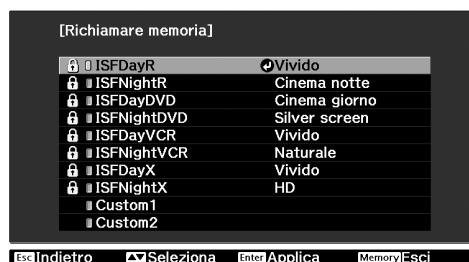 [Richiamare memoria]
ISFDayR Vivido
ISFNightR Cinema notte
ISFDayDVD Cinema giorno
ISFNightDVD Silver screen
ISFDayVCR Vivido
ISFNightVCR Naturale
ISFDayX Vivido
ISFNightX HD
Custom1
Custom2
Esc Indietro Seleziona Enter Applica Memory Esci